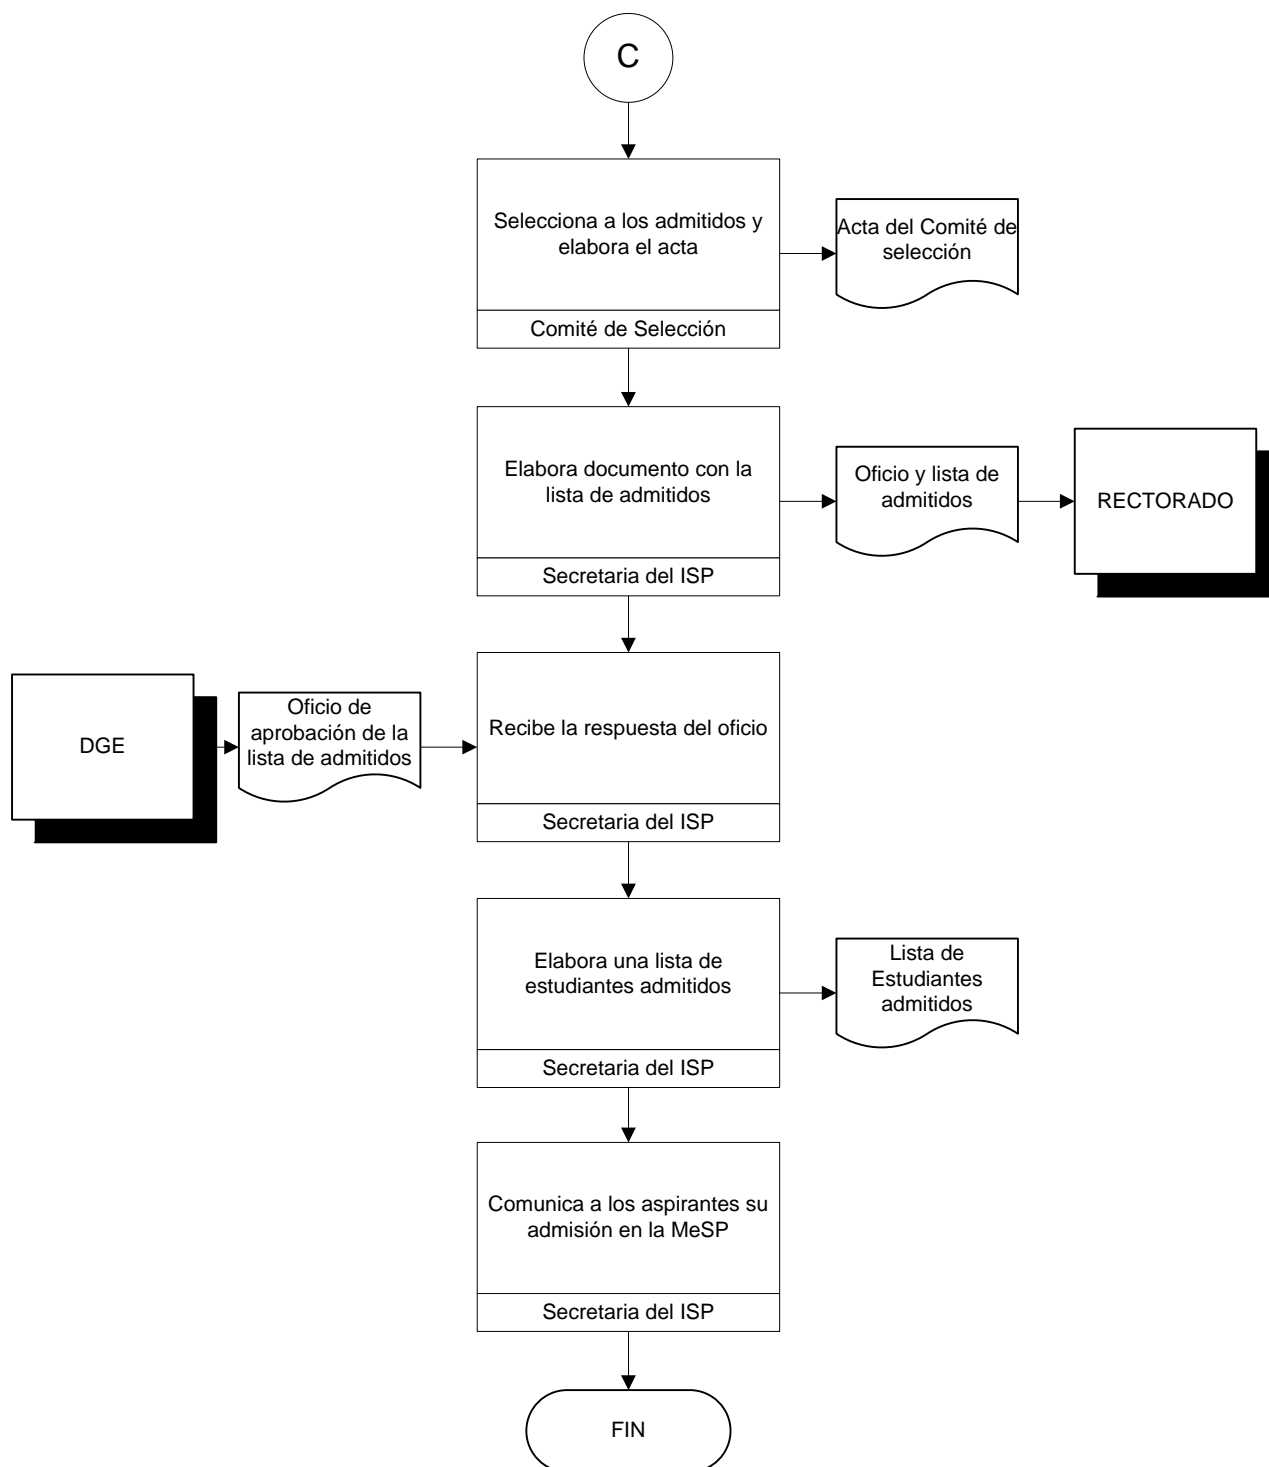 C
Selecciona a los admitidos y
elabora el acta
Comité de Selección
Acta del Comité de
selección
Elabora documento con la
lista de admitidos
Secretaria del ISP
Oficio y lista de
admitidos
RECTORADO
DGE
Oficio de
aprobación de la
lista de admitidos
Recibe la respuesta del oficio
Secretaria del ISP
Elabora una lista de
estudiantes admitidos
Secretaria del ISP
Lista de
Estudiantes
admitidos
Comunica a los aspirantes su
admisión en la MeSP
Secretaria del ISP
FIN